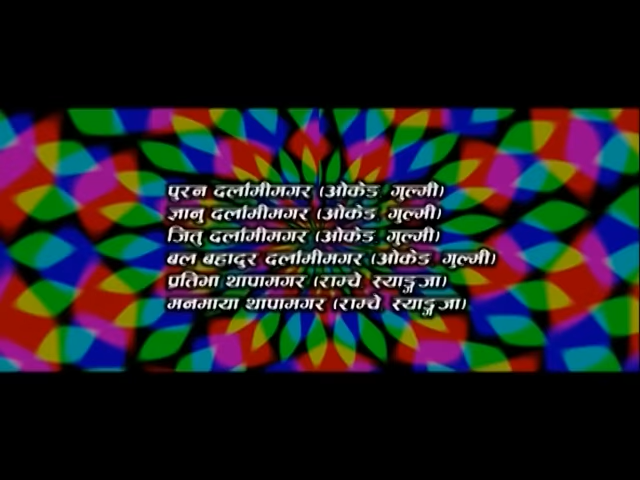 पुरन दर्लामीमगर (ओकेड गुल्मी)
ज्ञानु दर्लामीमगर (ओकेड गुल्मी)
जितु दर्लामीमगर (ओकेड गुल्मी)
बल बहादुर दर्लामीमगर (ओकेड गुल्मी)
प्रतिमा थापामगर (राम्चे स्याङ्जा)
मनमाया थापामगर (राम्चे स्याङ्जा)